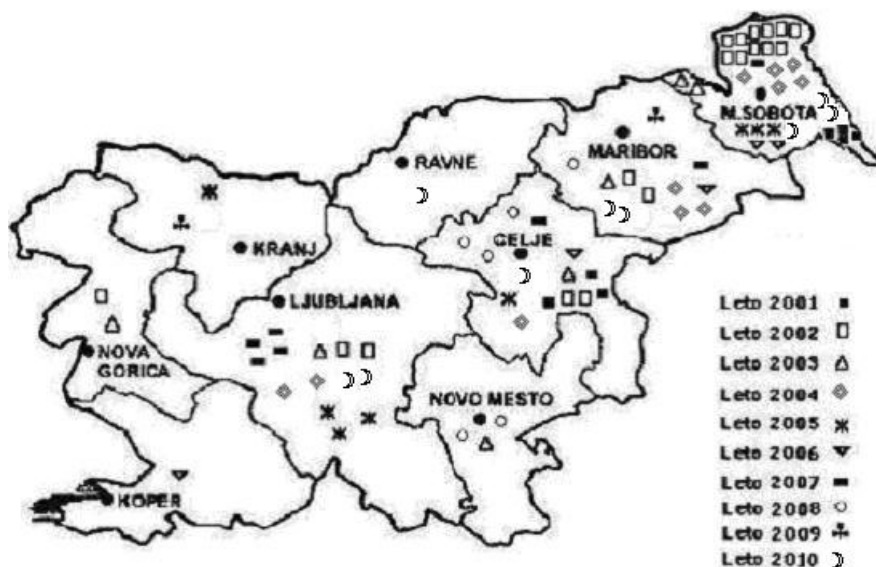 M.SOBOTA
MARIBOR
RAVNE
CELJE
KRANJ
LJUBLJANA
NOVA
GORICA
NOVO MESTO
KOPER
Leto 2001
Leto 2002
Leto 2003
Leto 2004
Leto 2005
Leto 2006
Leto 2007
Leto 2008
Leto 2009
Leto 2010